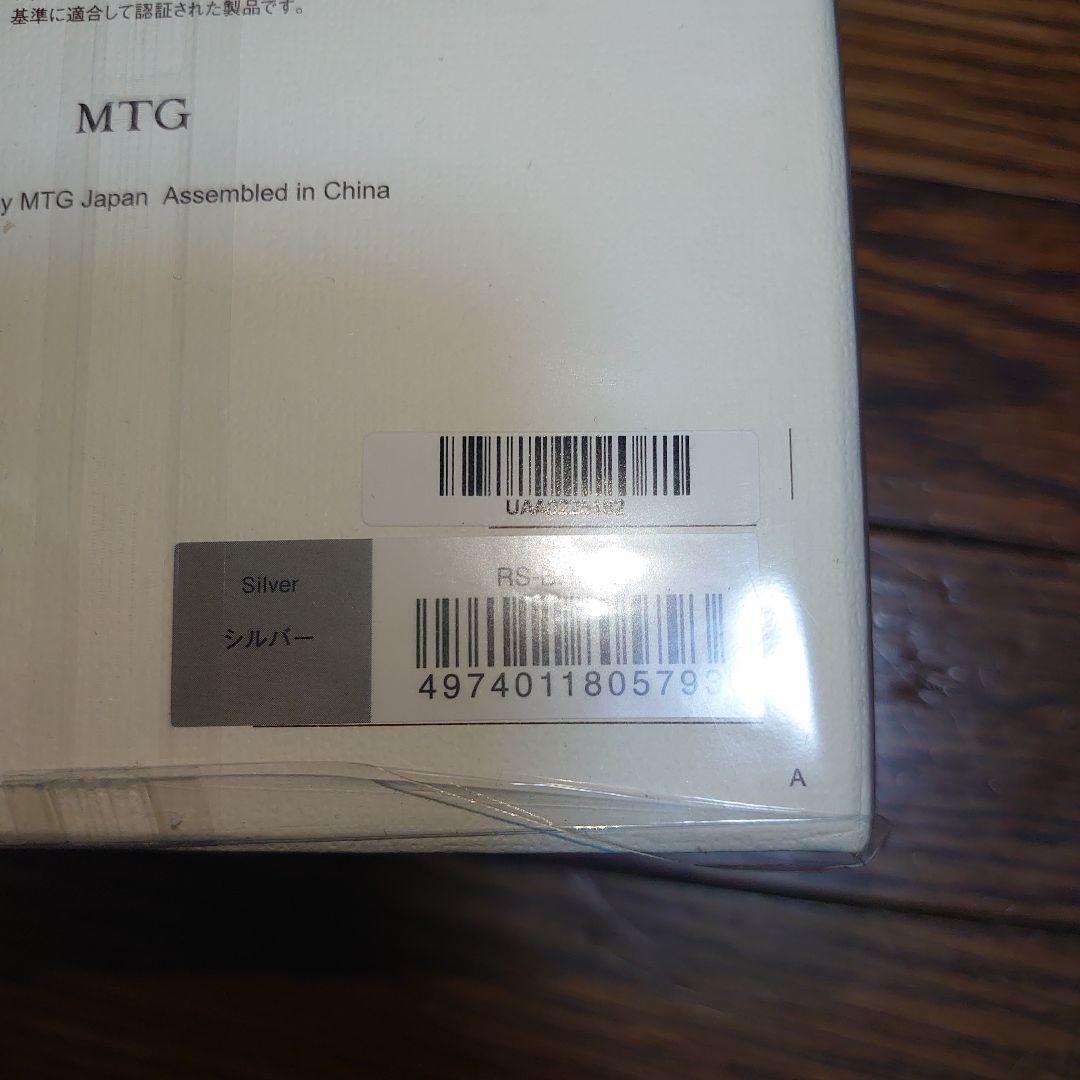 基準に適合して認証された製品です。
MTG
y MTG Japan Assembled in China
Silver
シルバー
4974011805793
A